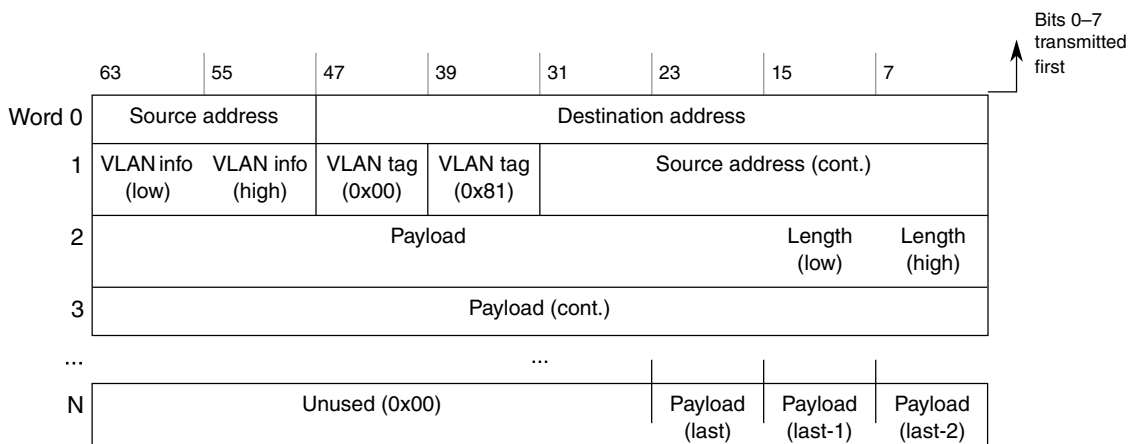 Bits 0–7
transmitted
first
63 55 47 39 31 23 15 7
Word 0 Source address Destination address
1 VLAN info VLAN info VLAN tag VLAN tag Source address (cont.)
(low) (high) (0x00) (0x81)
2 Payload Length Length
(low) (high)
3 Payload (cont.)
... ...
N Unused (0x00) Payload Payload Payload
(last) (last-1) (last-2)